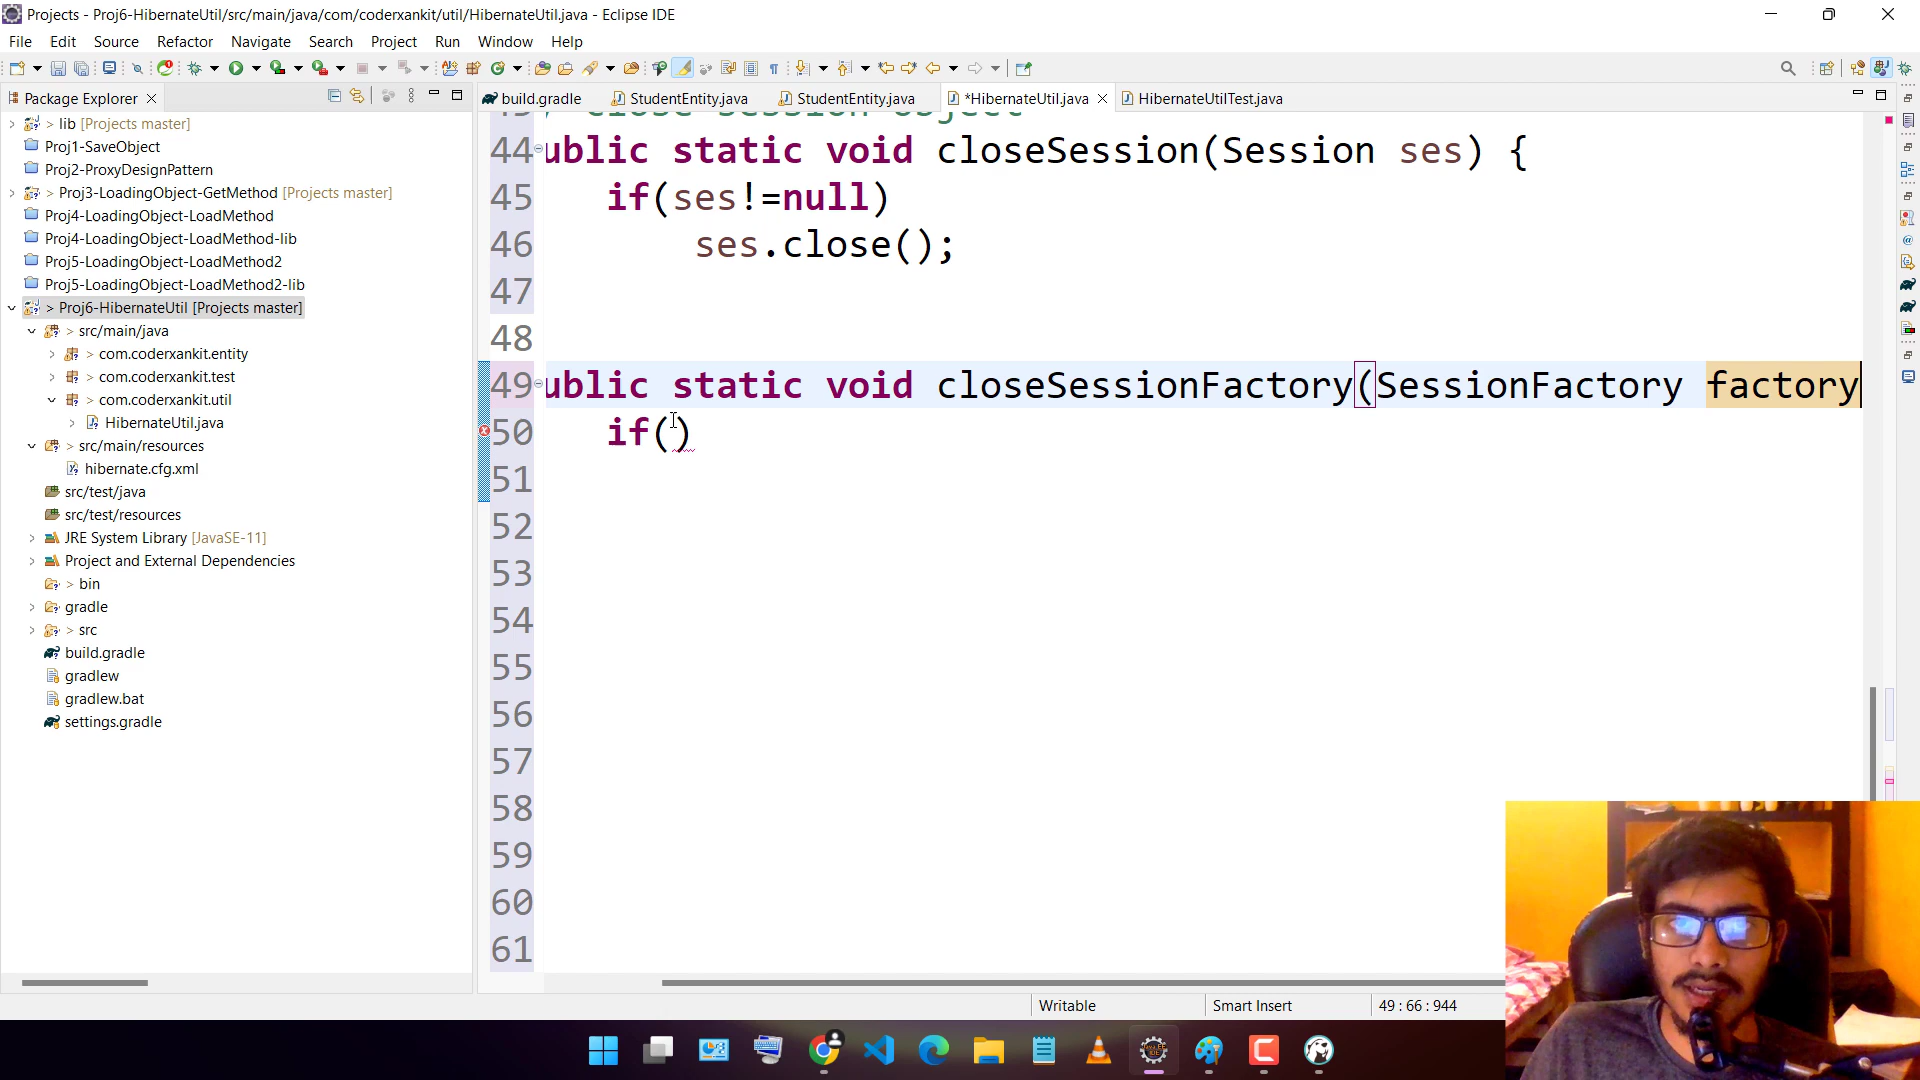 Projects - Proj6-HibernateUtil/src/main/java/com/coderxankit/util/HibernateUtil.java - Eclipse IDE
File Edit Source Refactor Navigate Search Project Run Window Help
Package Explorer
build.gradle StudentEntity.java StudentEntity.java *HibernateUtil.java HibernateUtilTest.java
> lib [Projects master]
Proj1-SaveObject
Proj2-ProxyDesignPattern
> Proj3-LoadingObject-GetMethod [Projects master]
Proj4-LoadingObject-LoadMethod
Proj4-LoadingObject-LoadMethod-lib
Proj5-LoadingObject-LoadMethod2
Proj5-LoadingObject-LoadMethod2-lib
> Proj6-HibernateUtil [Projects master]
> src/main/java
> com.coderxankit.entity
> com.coderxankit.test
> com.coderxankit.util
> HibernateUtil.java
> src/main/resources
hibernate.cfg.xml
src/test/java
src/test/resources
JRE System Library [JavaSE-11]
Project and External Dependencies
> bin
gradle
> src
build.gradle
gradlew
gradlew.bat
settings.gradle
44 ublic static void closeSession(Session ses) {
45 if(ses!=null)
46 ses.close();
47
48
49 ublic static void closeSessionFactory(SessionFactory factory
50 if()
51
52
53
54
55
56
57
58
59
60
61
Writable Smart Insert 49 : 66 : 944